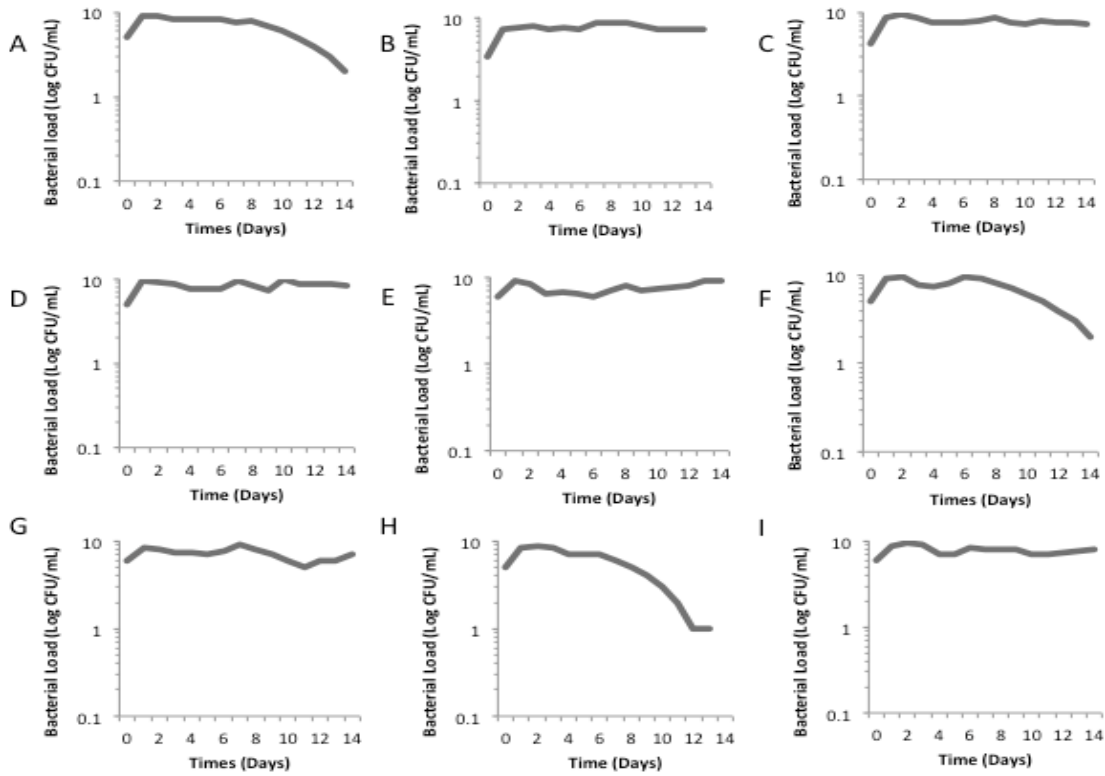 A
Bacterial load (Log CFU/mL)
10
1
0.1
0 2 4 6 8 10 12 14
Times (Days)
B
Bacterial Load (Log CFU/mL)
10
1
0.1
0 2 4 6 8 10 12 14
Time (Days)
C
Bacterial Load (Log CFU/mL)
10
1
0.1
0 2 4 6 8 10 12 14
Time (Days)
D
Bacterial Load (Log CFU/mL)
10
1
0.1
0 2 4 6 8 10 12 14
Time (Days)
E
Bacterial Load (Log CFU/mL)
10
1
0.1
0 2 4 6 8 10 12 14
Time (Days)
F
Bacterial Load (Log CFU/mL)
10
1
0.1
0 2 4 6 8 10 12 14
Times (Days)
G
Bacterial Load (Log CFU/mL)
10
1
0.1
0 2 4 6 8 10 12 14
Times (Days)
H
Bacterial Load (Log CFU/mL)
10
1
0.1
0 2 4 6 8 10 12 14
Time (Days)
I
Bacterial Load (Log CFU/mL)
10
1
0.1
0 2 4 6 8 10 12 14
Time (Days)